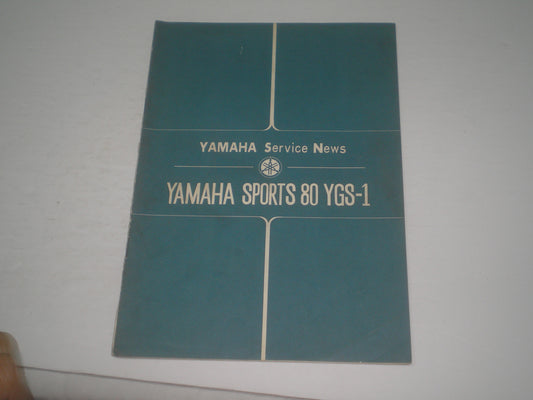 YAMAHA Service News
YAMAHA SPORTS 80 YGS-1